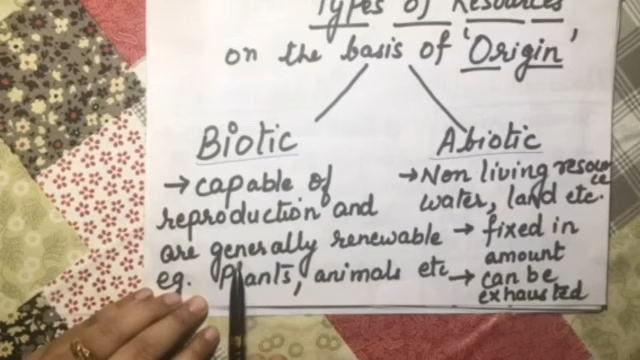 Types of Resources
on the basis of 'Origin'
Biotic
→ capable of
reproduction and
are generally renewable
eg. Plants, animals etc
Abiotic
→ Non living resource
water, land etc.
→ fixed in
amount
→ can be
exhausted